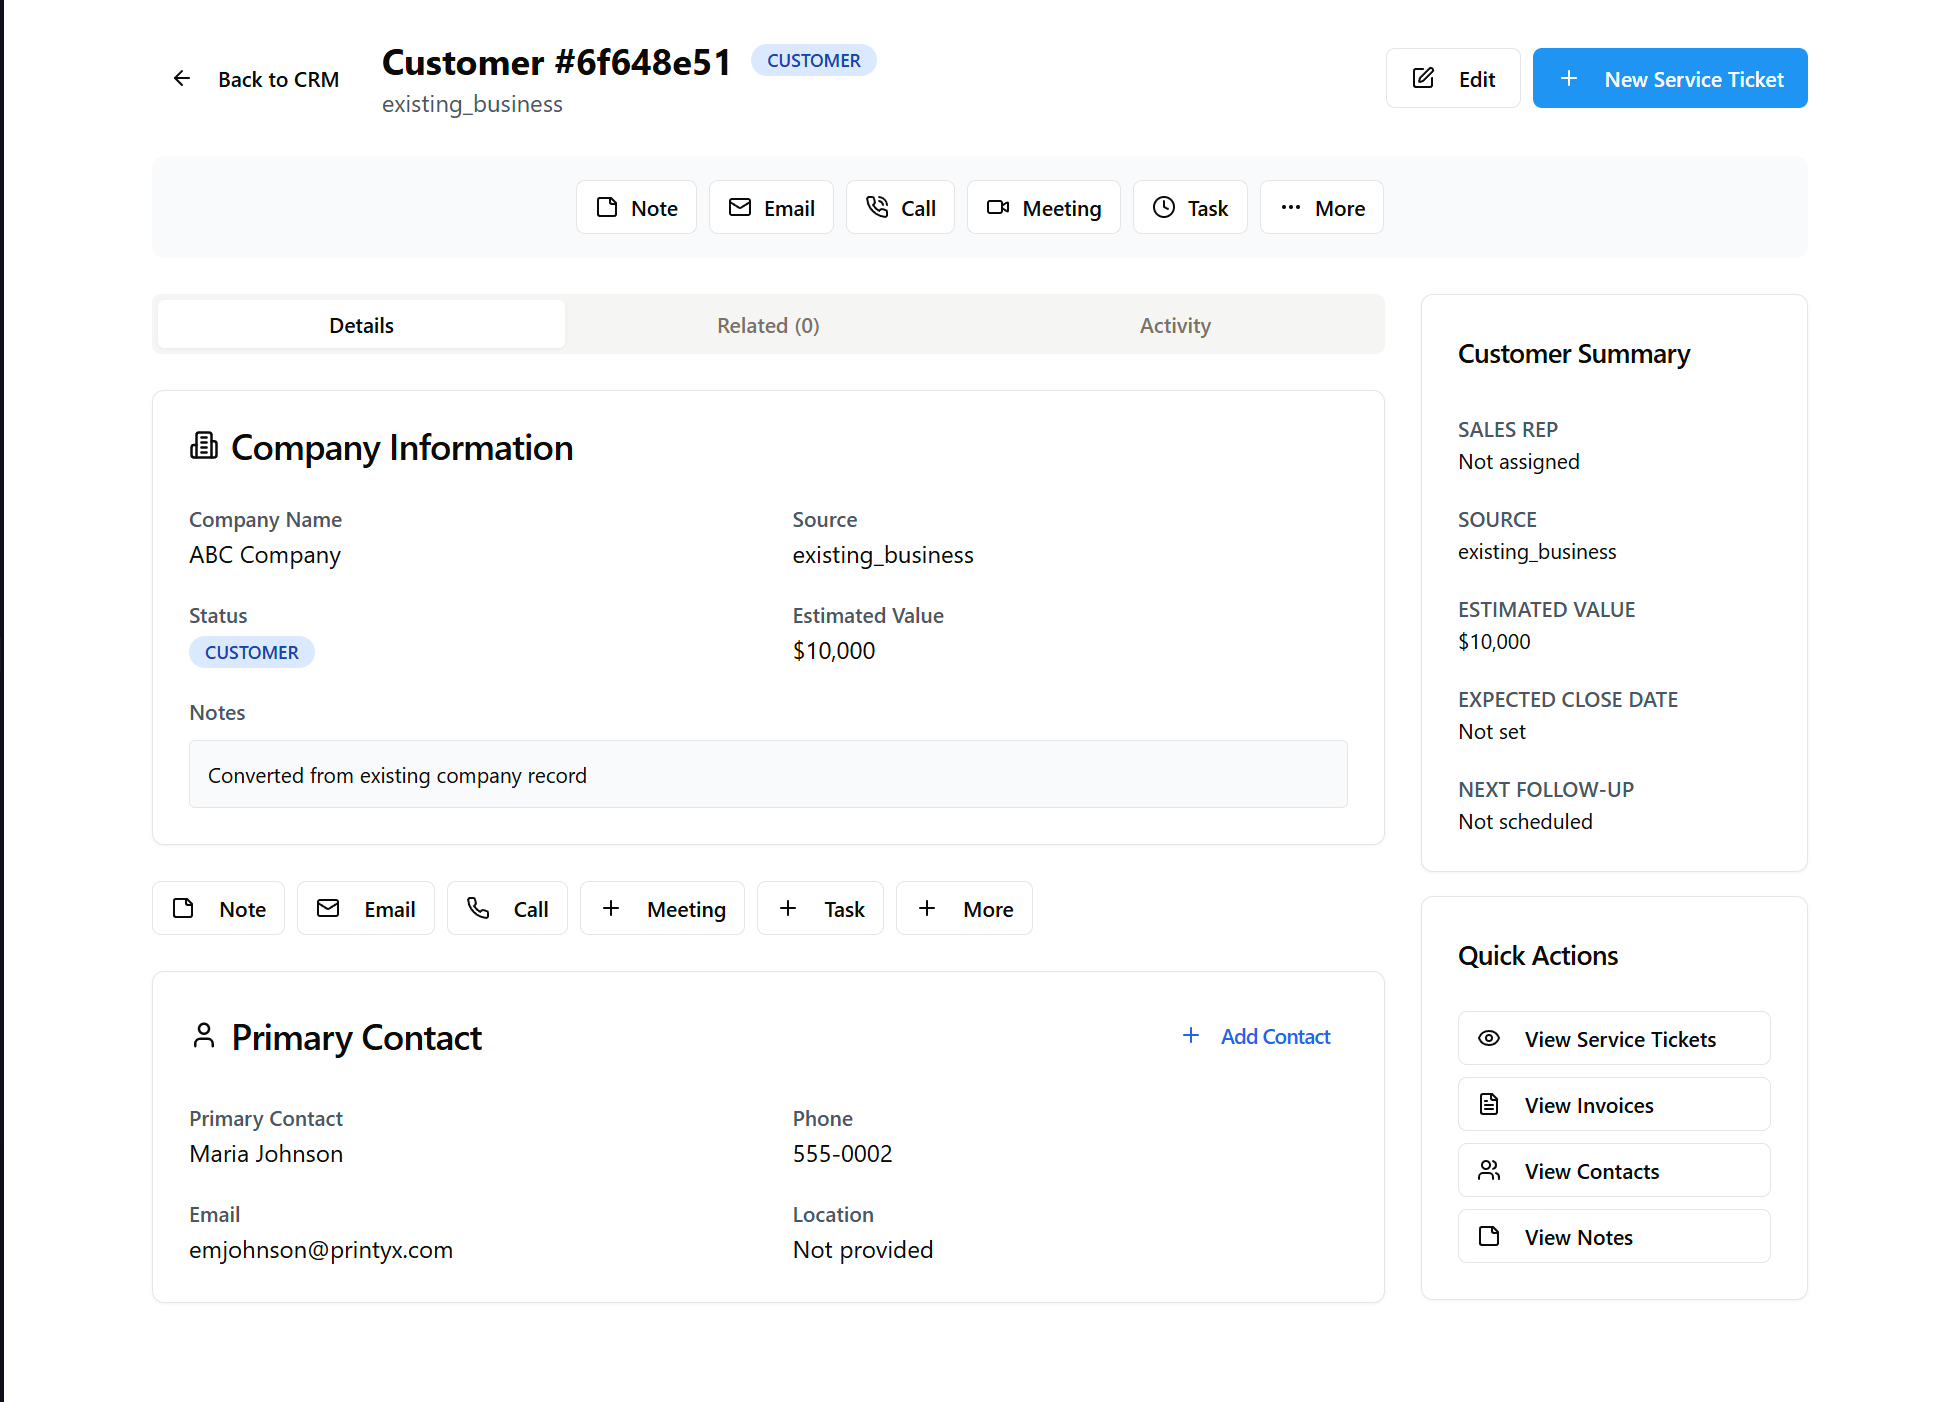 Back to CRM
Customer #6f648e51
CUSTOMER
existing_business
Edit
New Service Ticket
Note
Email
Call
Meeting
Task
More
Details
Related (0)
Activity
Company Information
Company Name
ABC Company
Source
existing_business
Status
CUSTOMER
Estimated Value
$10,000
Notes
Converted from existing company record
Note
Email
Call
Meeting
Task
More
Primary Contact
Add Contact
Primary Contact
Maria Johnson
Phone
555-0002
Email
emjohnson@printyx.com
Location
Not provided
Customer Summary
SALES REP
Not assigned
SOURCE
existing_business
ESTIMATED VALUE
$10,000
EXPECTED CLOSE DATE
Not set
NEXT FOLLOW-UP
Not scheduled
Quick Actions
View Service Tickets
View Invoices
View Contacts
View Notes